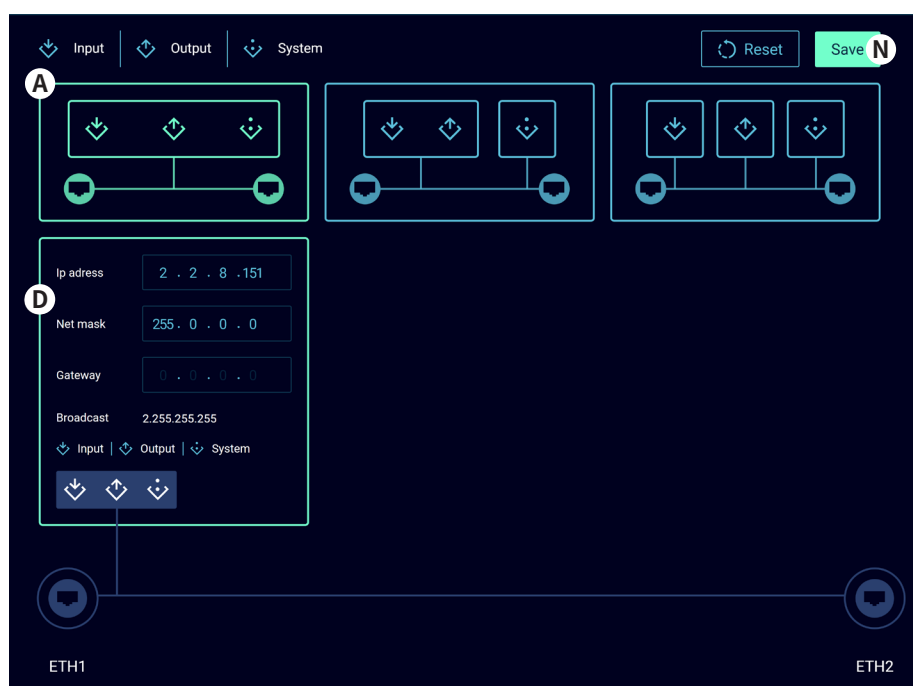 Input Output System Reset Save N
A
Ip adress 2 . 2 . 8 .151
D
Net mask 255. 0 . 0 . 0
Gateway 0 . 0 . 0 . 0
Broadcast 2.255.255.255
Input Output System
ETH1 ETH2